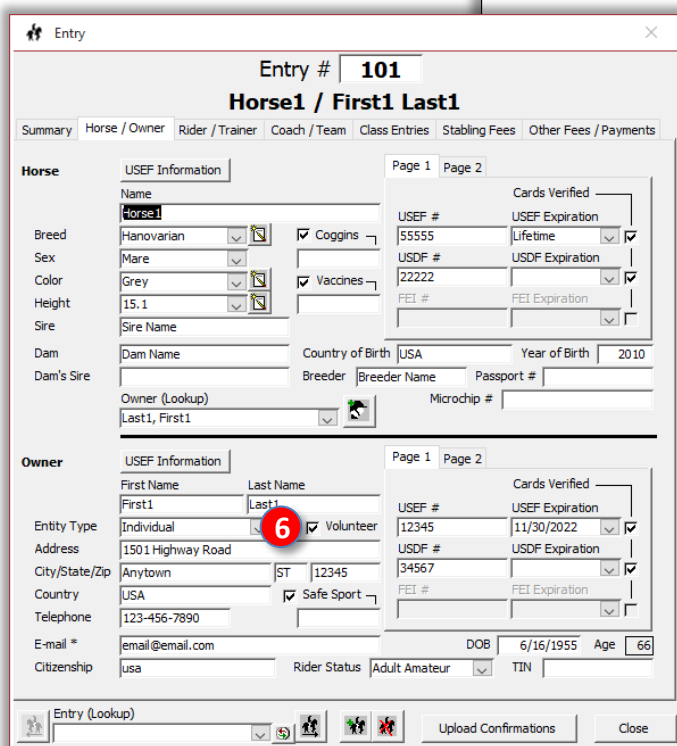 Entry
Entry # 101
Horse1 / First1 Last1
Summary Horse / Owner Rider / Trainer Coach / Team Class Entries Stabling Fees Other Fees / Payments
Horse USEF Information Page 1 Page 2
Name Cards Verified
Horse1 USEF # USEF Expiration
Breed Hanovarian Coggins 55555 Lifetime
Sex Mare USDF # USDF Expiration
Color Grey Vaccines 22222
Height 15.1 FEI # FEI Expiration
Sire Sire Name
Dam Dam Name Country of Birth USA Year of Birth 2010
Dam's Sire Breeder Breeder Name Passport #
Owner (Lookup) Microchip #
Last1, First1
Owner USEF Information Page 1 Page 2
First Name Last Name Cards Verified
First1 Last1 USEF # USEF Expiration
Entity Type Individual 6 Volunteer 12345 11/30/2022
Address 1501 Highway Road USDF # USDF Expiration
City/State/Zip Anytown ST 12345 34567
Country USA Safe Sport FEI # FEI Expiration
Telephone 123-456-7890
E-mail * email@email.com DOB 6/16/1955 Age 66
Citizenship usa Rider Status Adult Amateur TIN
Entry (Lookup)
Upload Confirmations Close